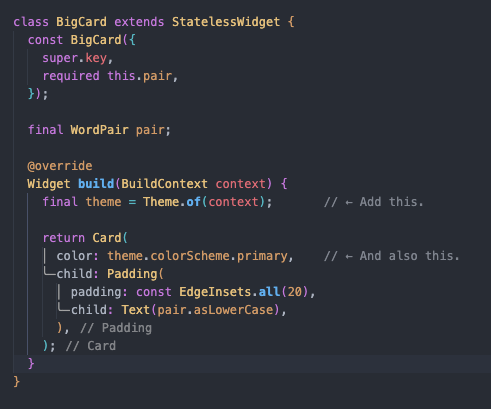 class BigCard extends StatelessWidget {
  const BigCard({
    super.key,
    required this.pair,
  });

  final WordPair pair;

  @override
  Widget build(BuildContext context) {
    final theme = Theme.of(context);       // ← Add this.

    return Card(
      color: theme.colorScheme.primary,    // ← And also this.
      child: Padding(
        padding: const EdgeInsets.all(20),
        child: Text(pair.asLowerCase),
      ), // Padding
    ); // Card
  }
}